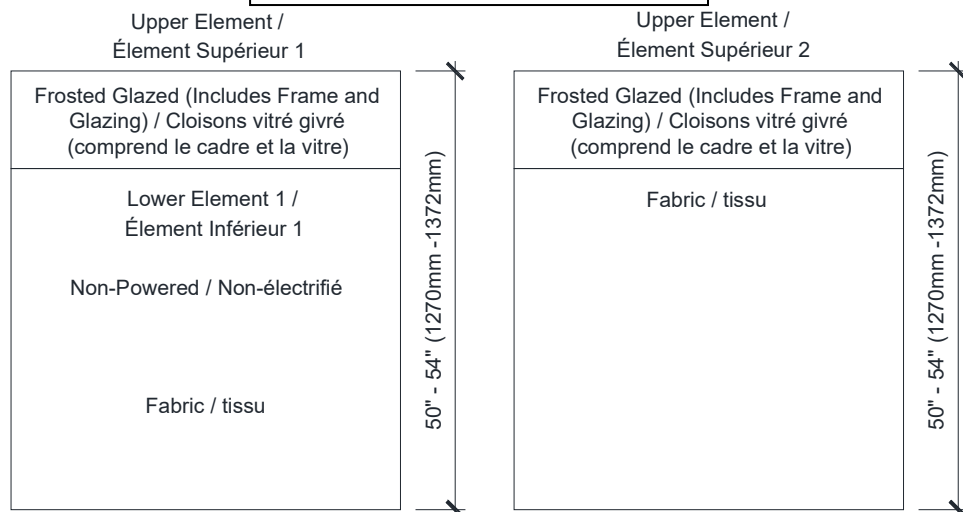 Upper Element /
Élement Supérieur 1
Frosted Glazed (Includes Frame and
Glazing) / Cloisons vitré givré
(comprend le cadre et la vitre)
Lower Element 1 /
Élement Inférieur 1
Non-Powered / Non-électrifié
Fabric / tissu
50" - 54" (1270mm -1372mm)
Upper Element /
Élement Supérieur 2
Frosted Glazed (Includes Frame and
Glazing) / Cloisons vitré givré
(comprend le cadre et la vitre)
Fabric / tissu
50" - 54" (1270mm -1372mm)